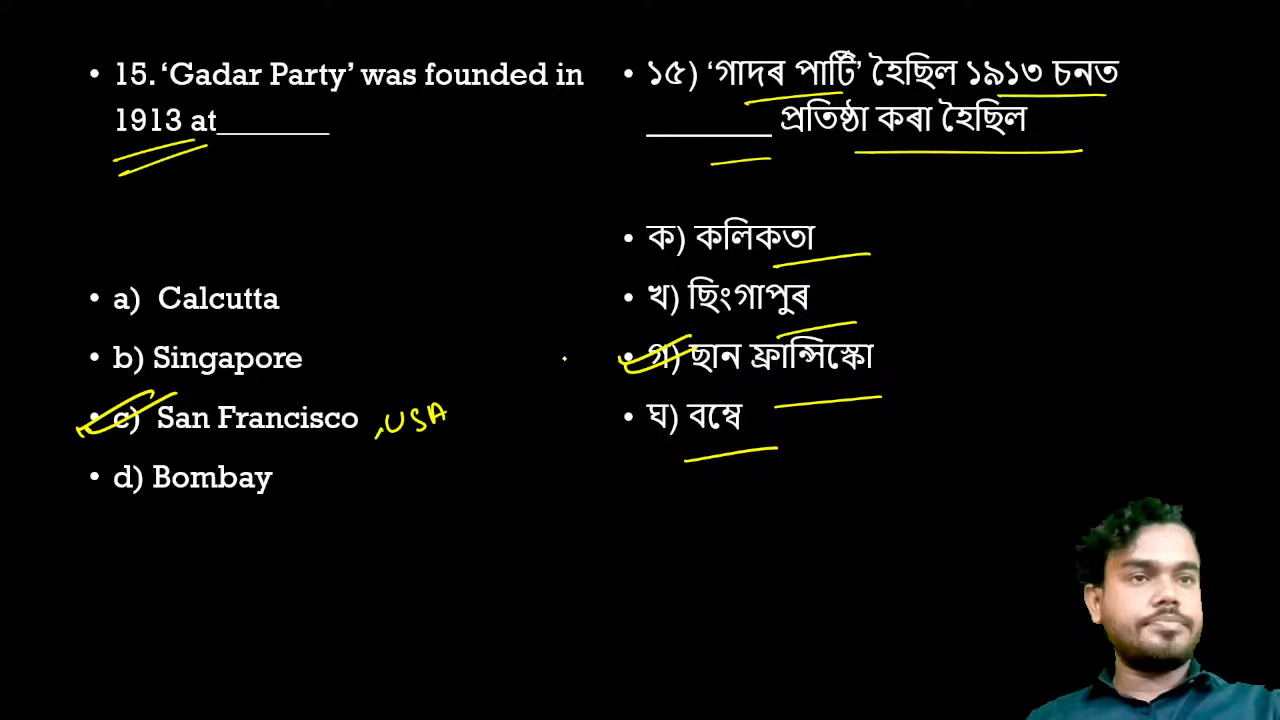 15. ‘Gadar Party’ was founded in
1913 at_______
a) Calcutta
b) Singapore
c) San Francisco , USA
d) Bombay
১৫) ‘গাদৰ পাৰ্টি’ হৈছিল ১৯১৩ চনত
________ প্ৰতিষ্ঠা কৰা হৈছিল
ক) কলিকতা
খ) ছিংগাপুৰ
গ) ছান ফ্ৰান্সিস্কো
ঘ) বম্বে